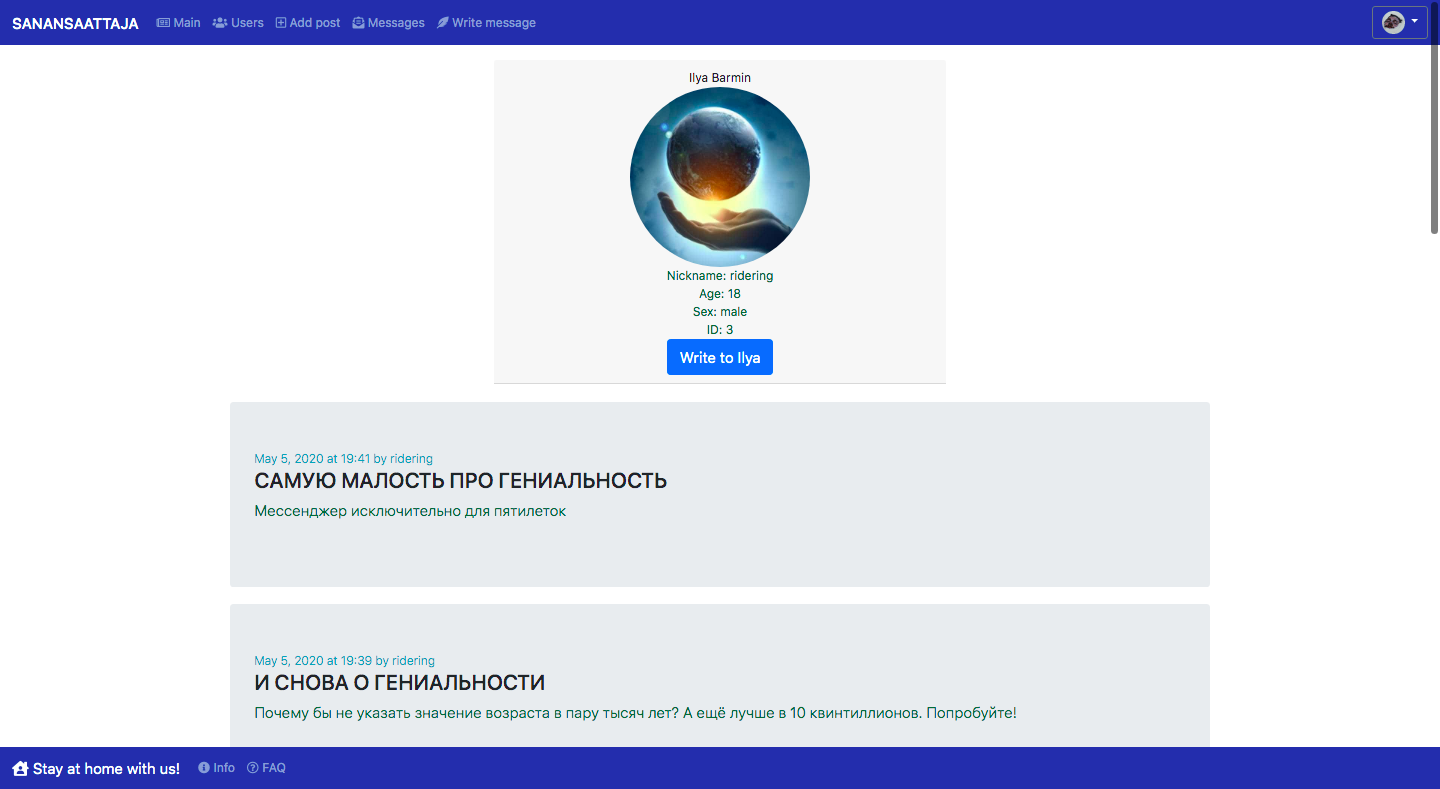 SANANSAATTAJA Main Users Add post Messages Write message
Ilya Barmin
Nickname: ridering
Age: 18
Sex: male
ID: 3
Write to Ilya
May 5, 2020 at 19:41 by ridering
САМУЮ МАЛОСТЬ ПРО ГЕНИАЛЬНОСТЬ
Мессенджер исключительно для пятилеток
May 5, 2020 at 19:39 by ridering
И СНОВА О ГЕНИАЛЬНОСТИ
Почему бы не указать значение возраста в пару тысяч лет? А ещё лучше в 10 квинтиллионов. Попробуйте!
Stay at home with us! Info FAQ